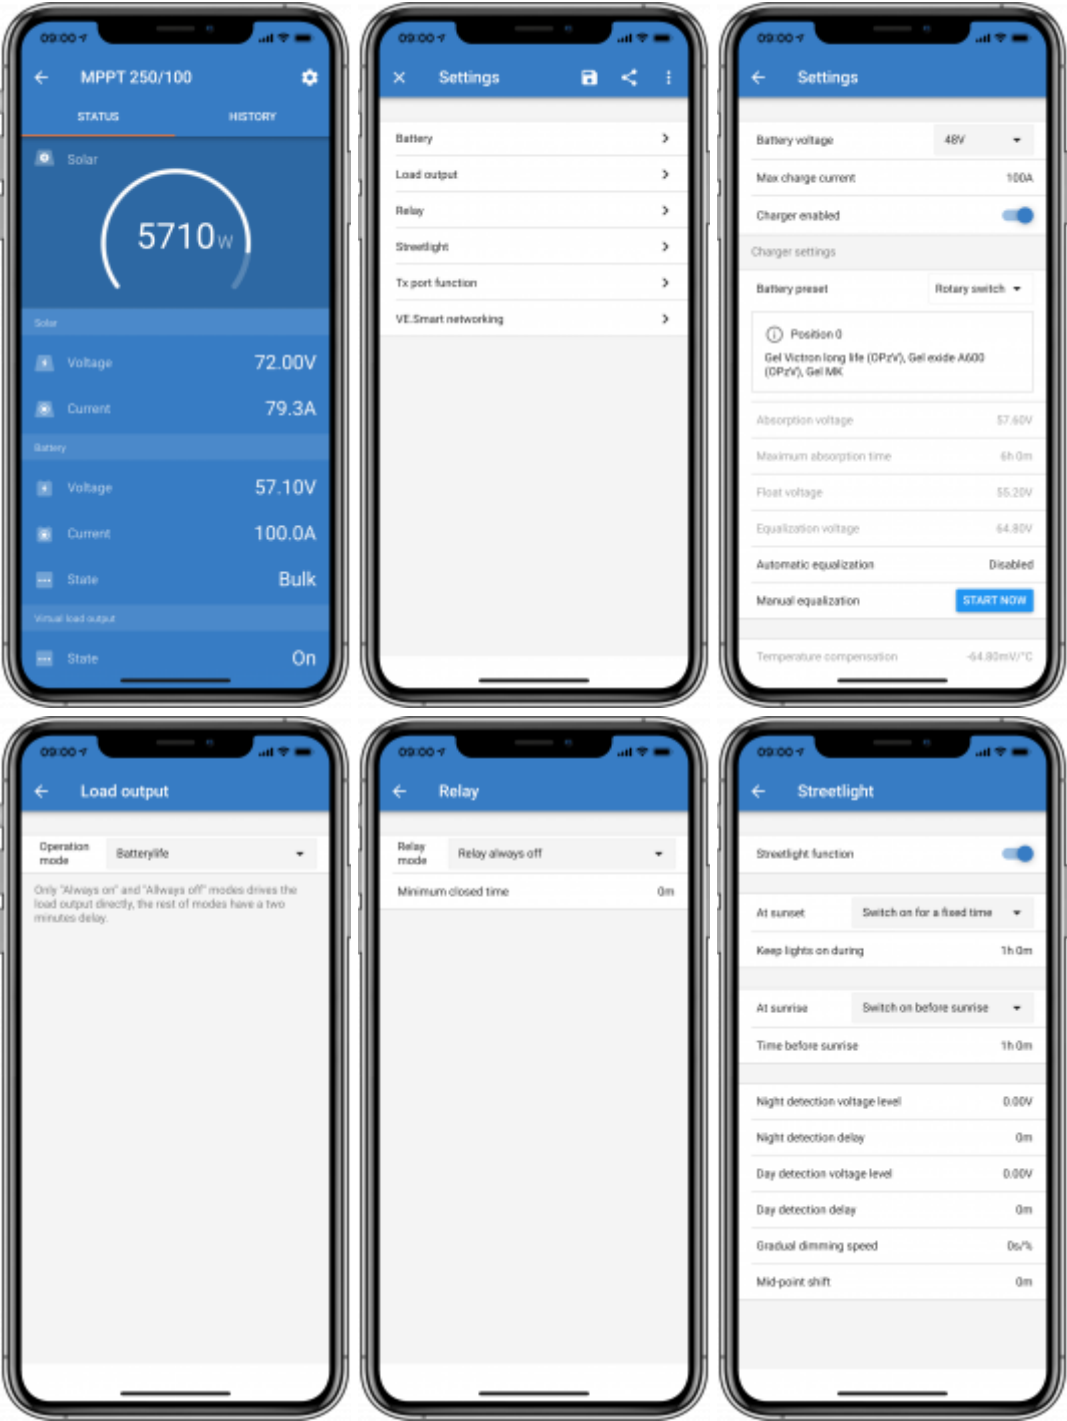 09:00
MPPT 250/100
STATUS HISTORY
Solar
5710W
Solar
Voltage 72.00V
Current 79.3A
Battery
Voltage 57.10V
Current 100.0A
State Bulk
Virtual load output
State On
09:00
Settings
Battery
Load output
Relay
Streetlight
Tx port function
VE.Smart networking
09:00
Settings
Battery voltage 48V
Max charge current 100A
Charger enabled
Charger settings
Battery preset Rotary switch
Position 0
Gel Victron long life (OPzV), Gel exide A600
(OPzV), Gel MK
Absorption voltage 57.60V
Maximum absorption time 6h 0m
Float voltage 55.20V
Equalization voltage 64.80V
Automatic equalization Disabled
Manual equalization START NOW
Temperature compensation -64.80mV/°C
09:00
Load output
Operation
mode
Batterylife
Only "Always on" and "Allways off" modes drives the
load output directly, the rest of modes have a two
minutes delay.
09:00
Relay
Relay
mode
Relay always off
Minimum closed time 0m
09:00
Streetlight
Streetlight function
At sunset Switch on for a fixed time
Keep lights on during 1h 0m
At sunrise Switch on before sunrise
Time before sunrise 1h 0m
Night detection voltage level 0.00V
Night detection delay 0m
Day detection voltage level 0.00V
Day detection delay 0m
Gradual dimming speed 0s/%
Mid-point shift 0m